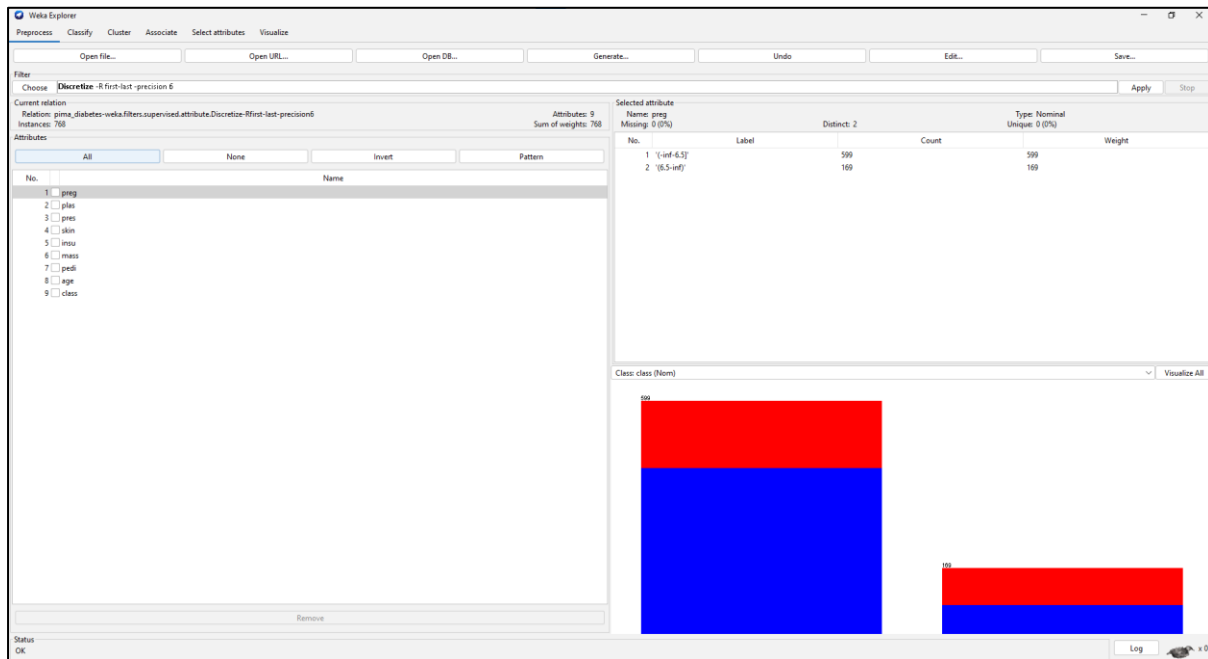 Weka Explorer
Preprocess Classify Cluster Associate Select attributes Visualize
Open file... Open URL... Open DB... Generate... Undo Edit... Save...
Filter
Choose Discretize -R first-last -precision 6 Apply Stop
Current relation
Relation: pima_diabetes-weka.filters.supervised.attribute.Discretize-Rfirst-last-precision6 Attributes: 9
Instances: 768 Sum of weights: 768
Attributes
All None Invert Pattern
No. Name
1 preg
2 plas
3 pres
4 skin
5 insu
6 mass
7 pedi
8 age
9 class
Remove
Selected attribute
Name: preg Type: Nominal
Missing: 0 (0%) Distinct: 2 Unique: 0 (0%)
No. Label Count Weight
1 '(-inf-6.5]' 599 599
2 '(6.5-inf)' 169 169
Class: class (Nom) Visualize All
599
169
Status
OK Log x 0